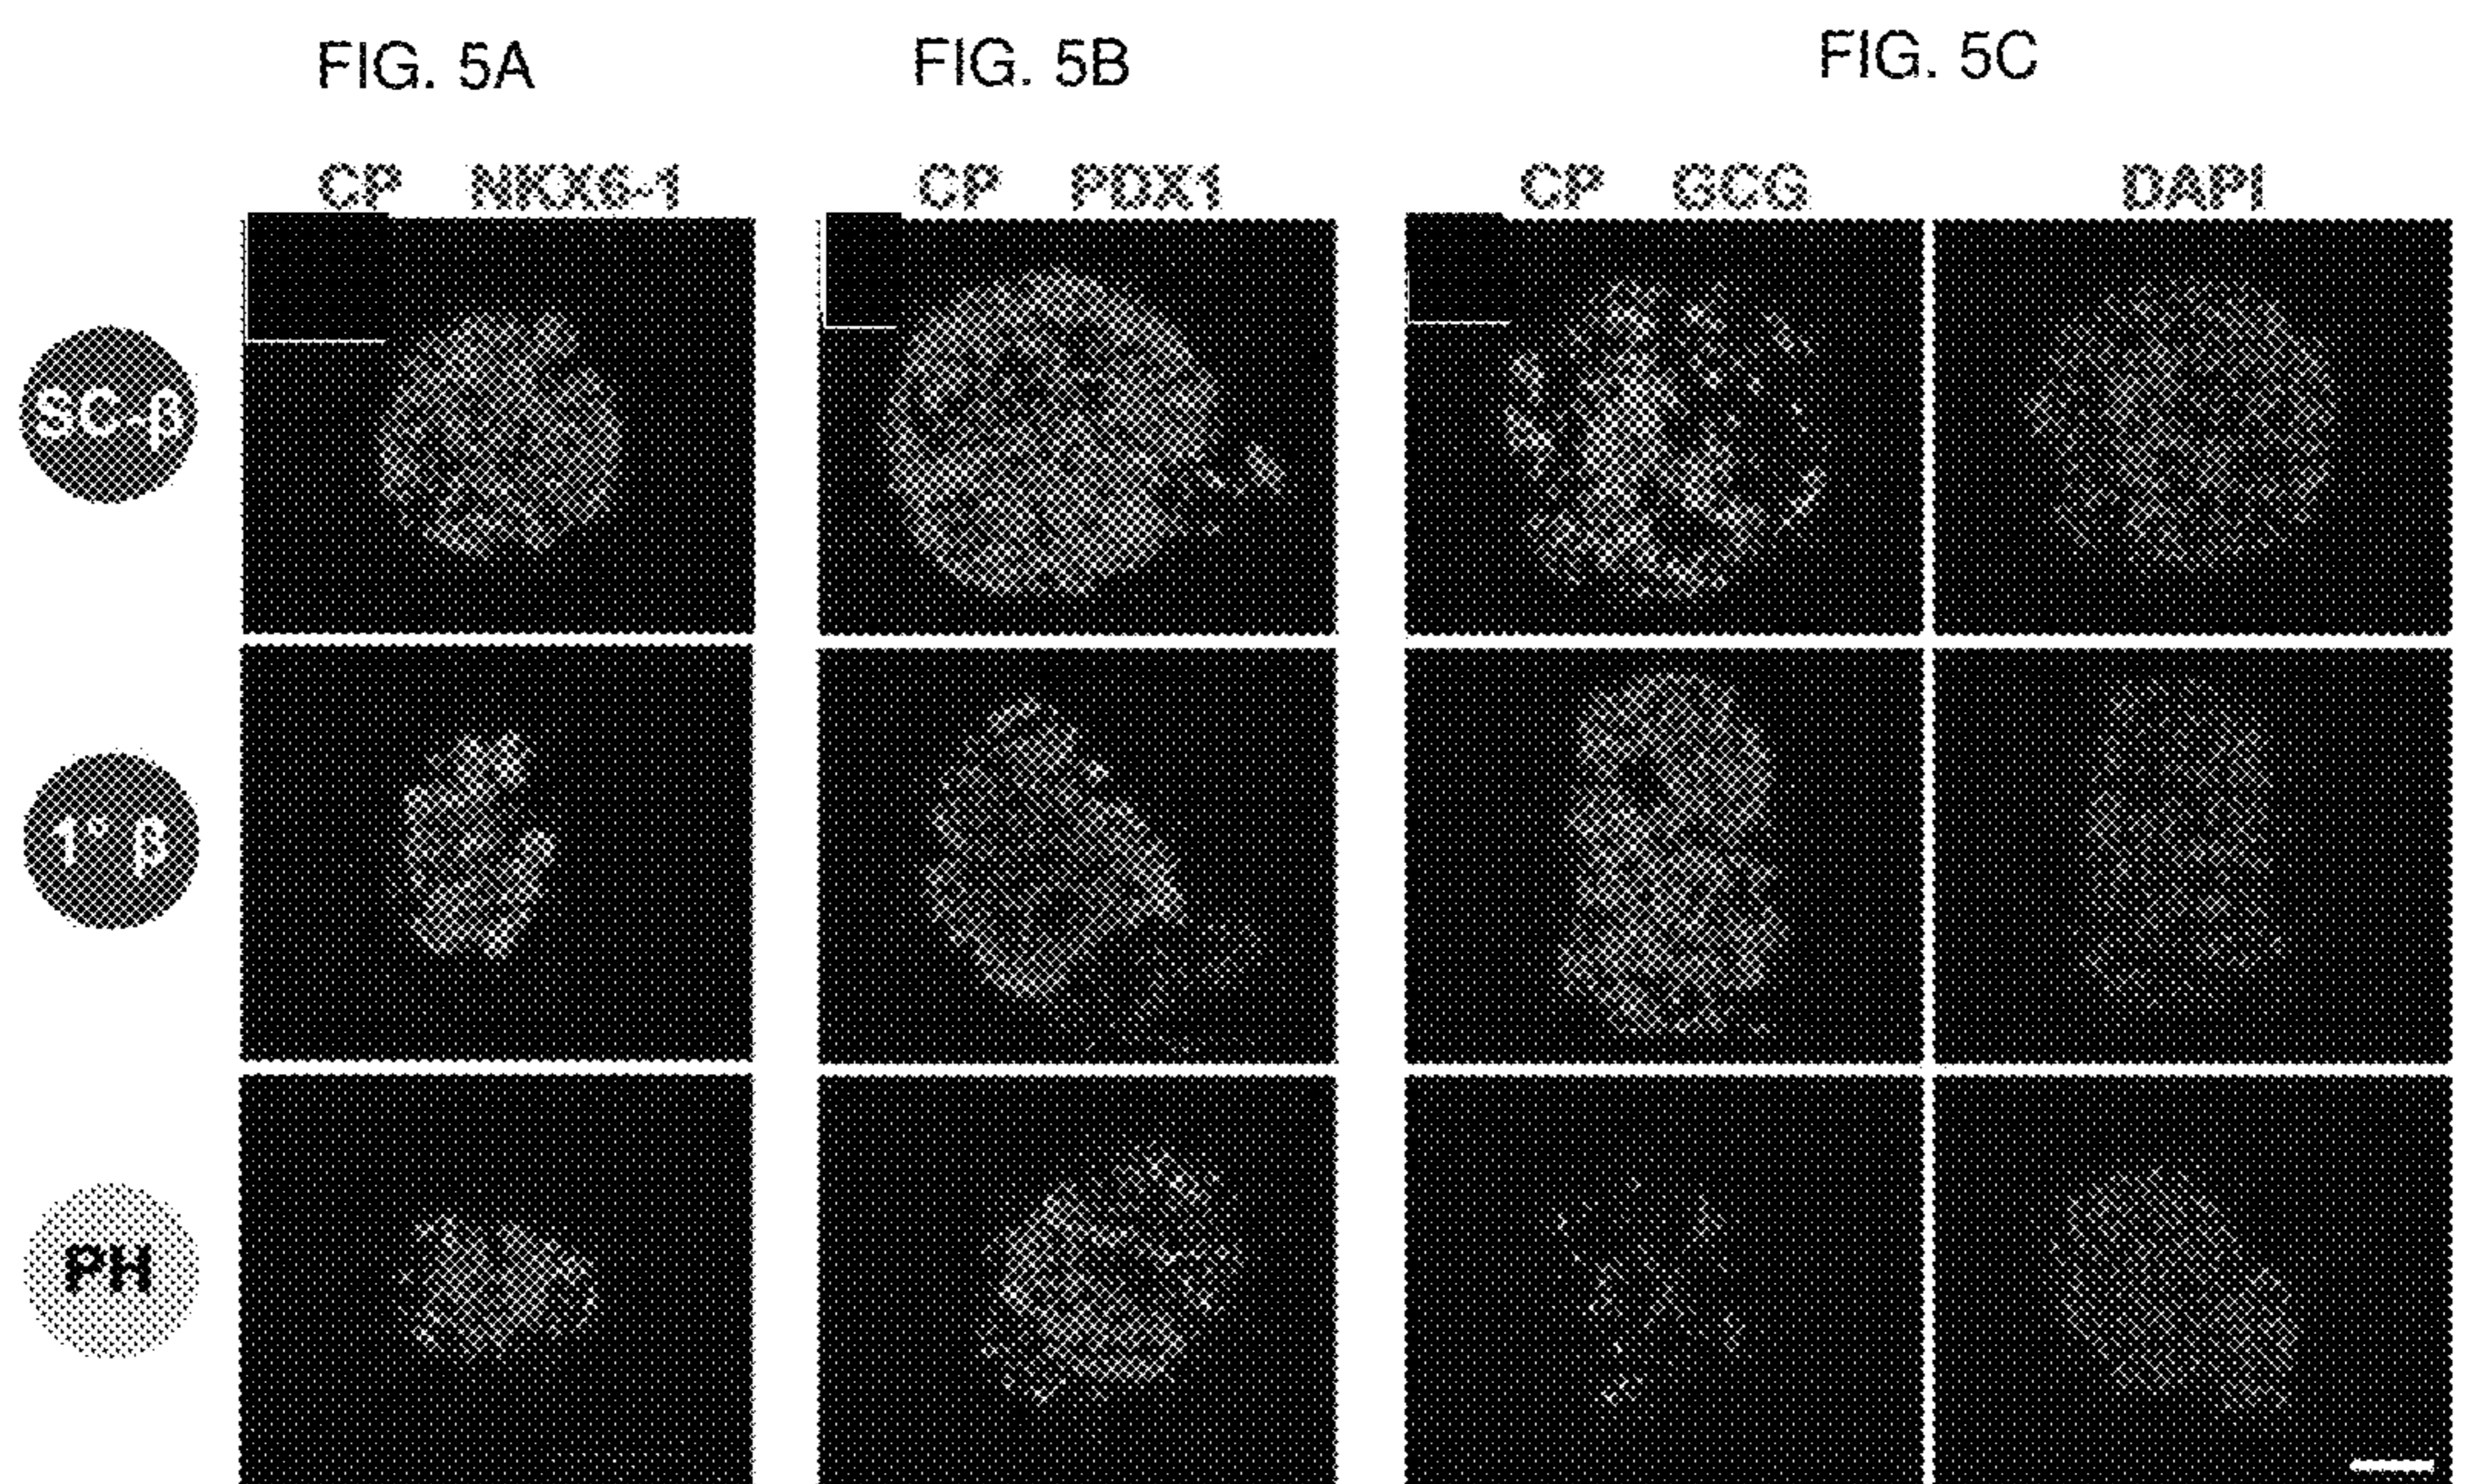 FIG. 5A FIG. 5B FIG. 5C
CP NKX6-1 CP PDX1 CP GCG DAPI
SC-β
1° β
PH